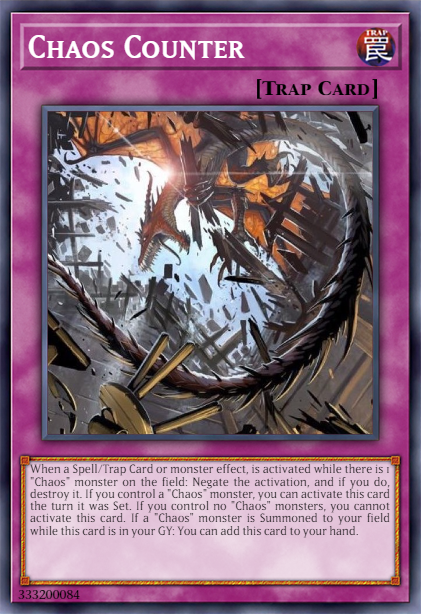 CHAOS COUNTER
TRAP
罠
[TRAP CARD]
When a Spell/Trap Card or monster effect, is activated while there is 1
"Chaos" monster on the field: Negate the activation, and if you do,
destroy it. If you control a "Chaos" monster, you can activate this card
the turn it was Set. If you control no "Chaos" monsters, you cannot
activate this card. If a "Chaos" monster is Summoned to your field
while this card is in your GY: You can add this card to your hand.
333200084